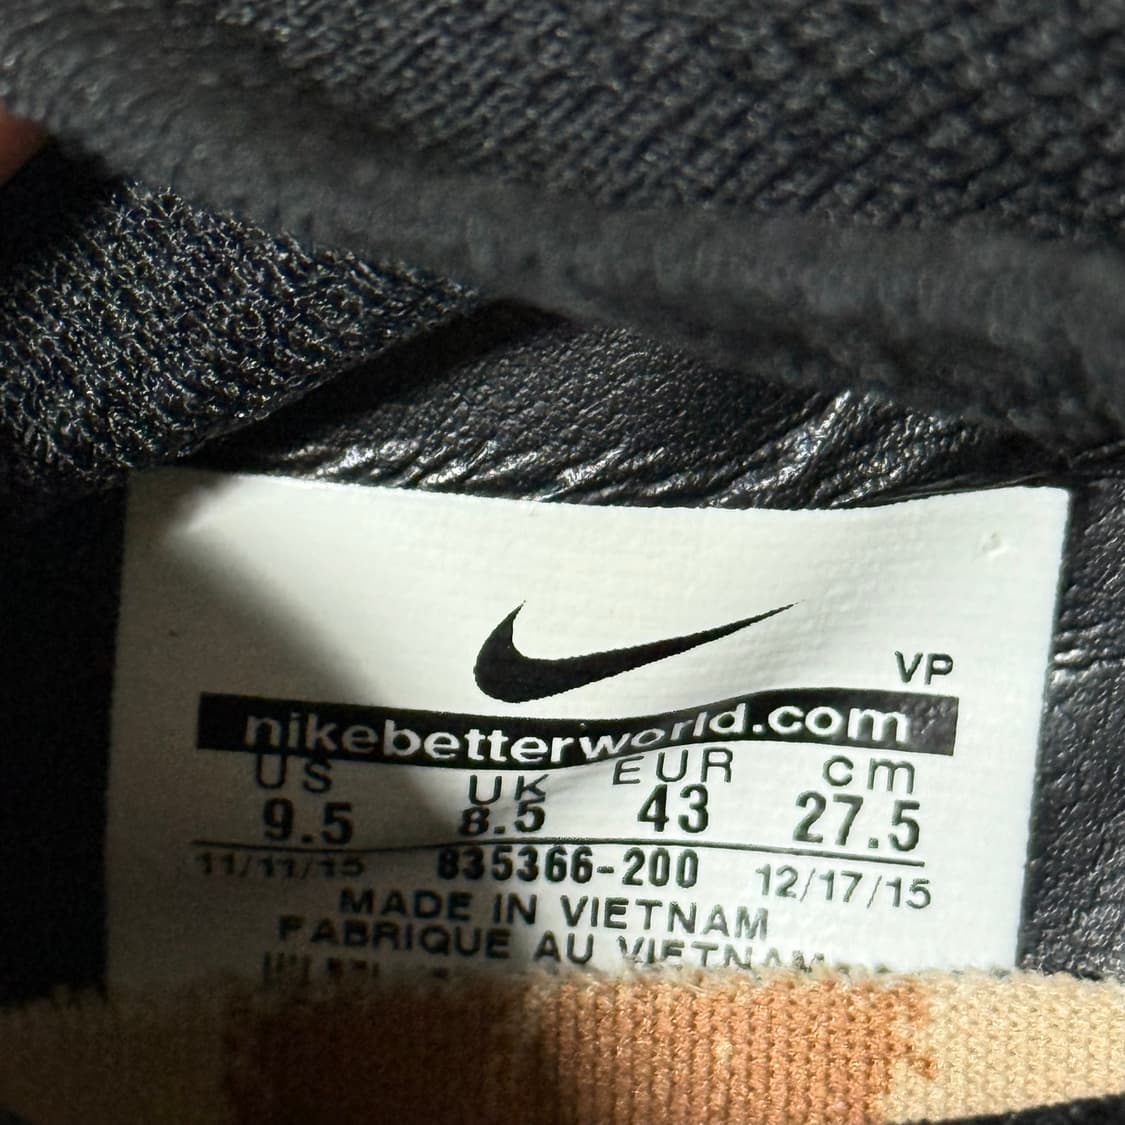 VP
nikebetterworld.com
US UK EUR cm
9.5 8.5 43 27.5
11/11/15 835366-200 12/17/15
MADE IN VIETNAM
FABRIQUE AU VIETNAM